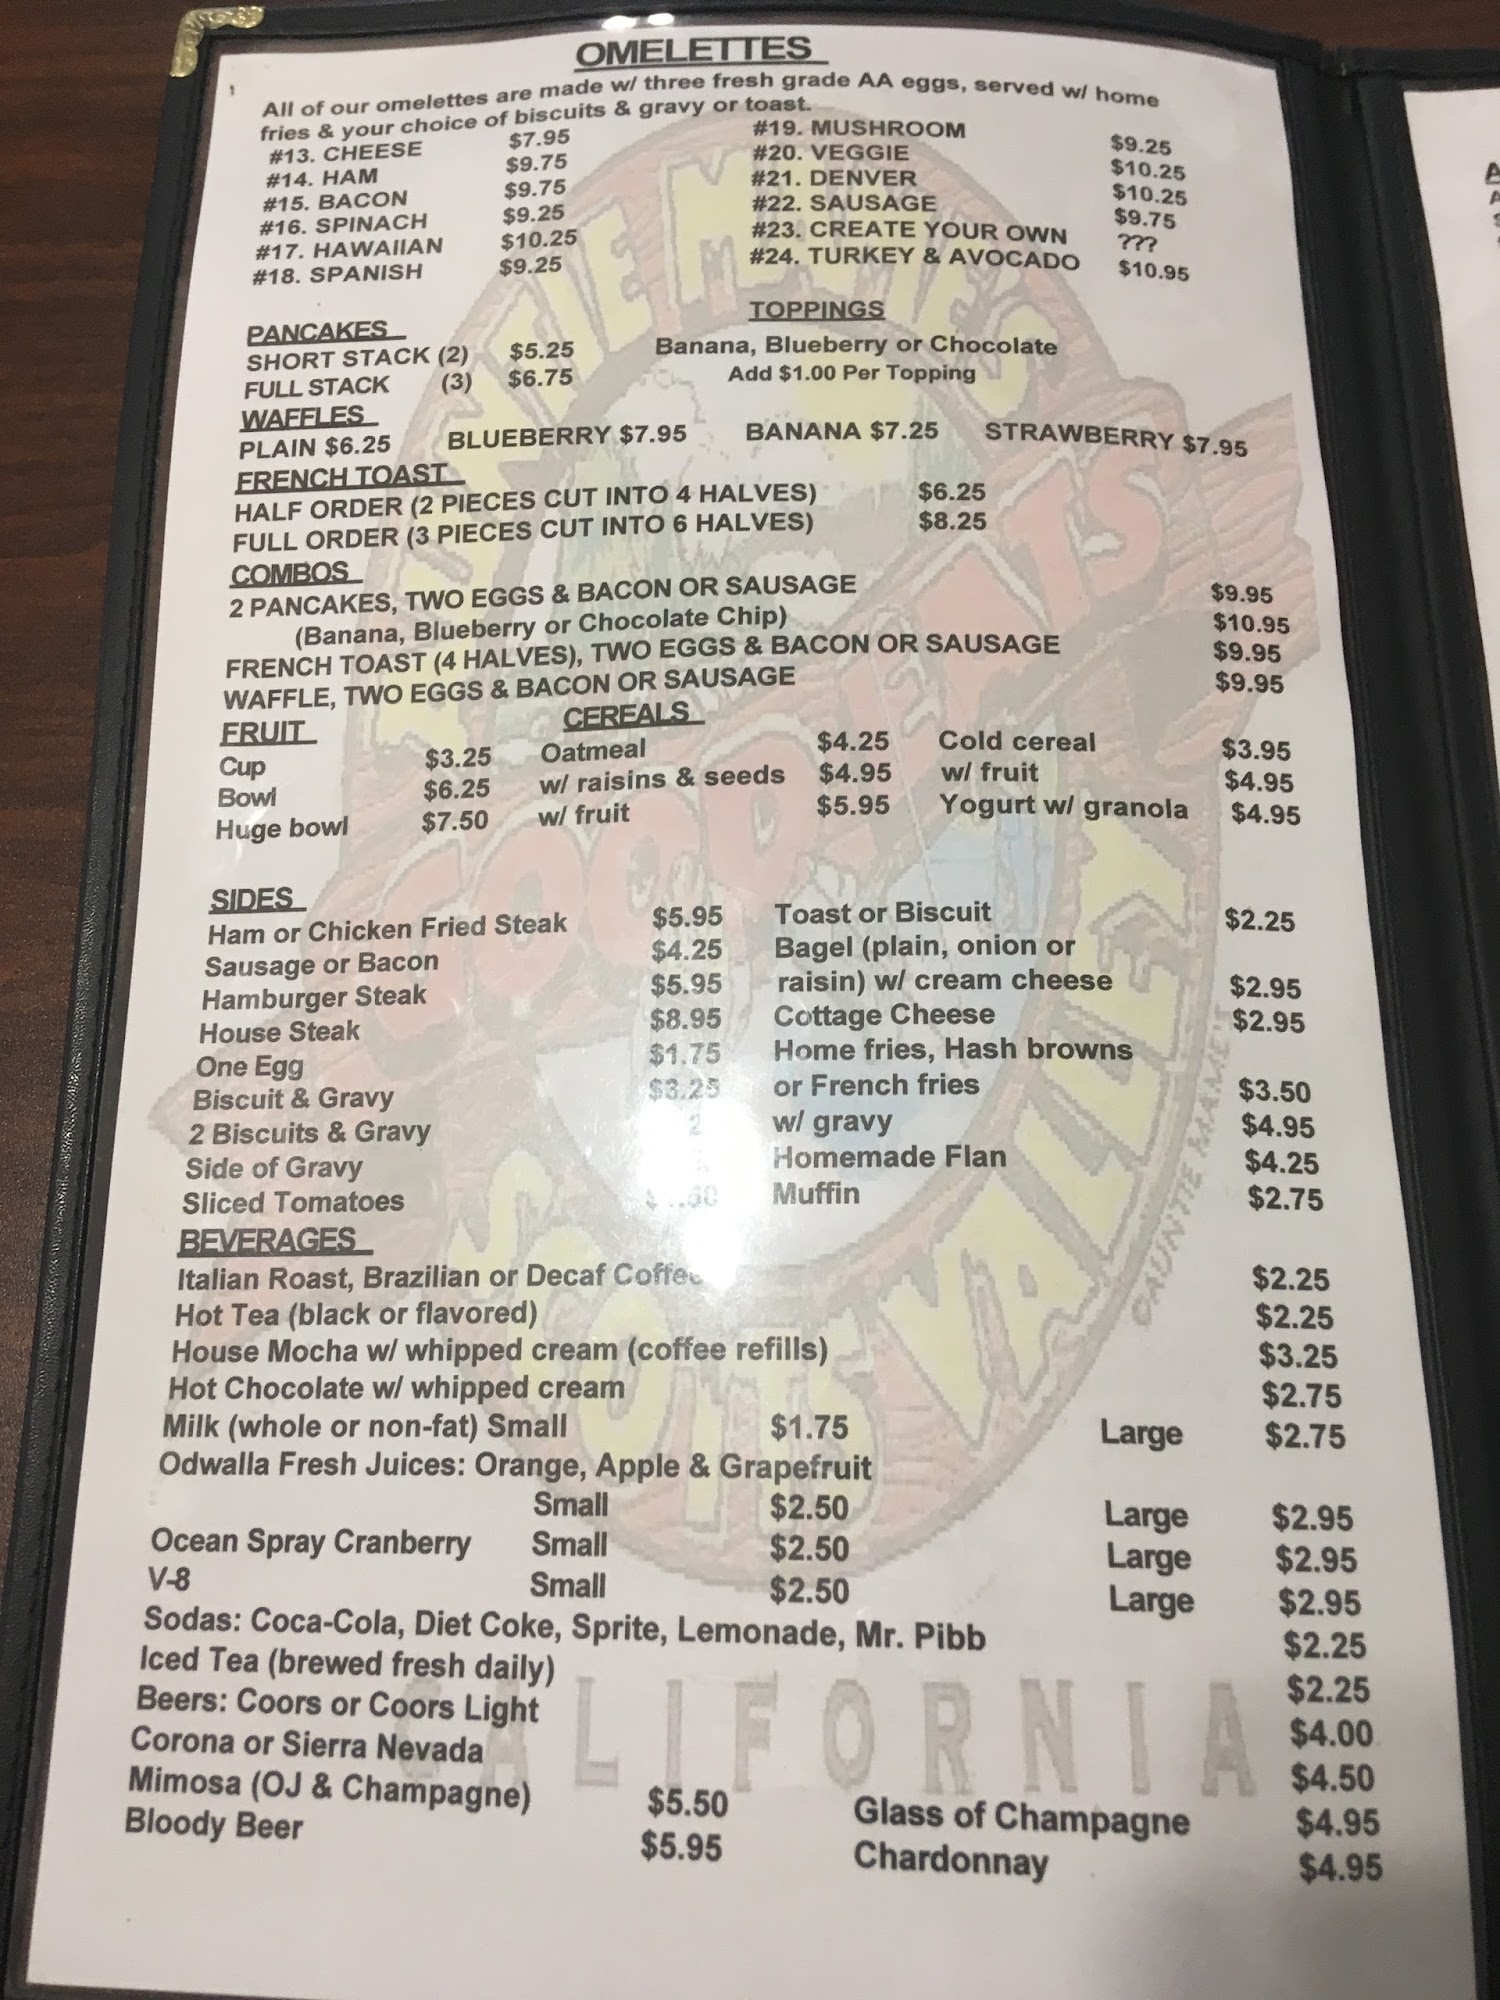 OMELETTES
All of our omelettes are made w/ three fresh grade AA eggs, served w/ home
fries & your choice of biscuits & gravy or toast.
#13. CHEESE $7.95 #19. MUSHROOM $9.25
#14. HAM $9.75 #20. VEGGIE $10.25
#15. BACON $9.75 #21. DENVER $10.25
#16. SPINACH $9.25 #22. SAUSAGE $9.75
#17. HAWAIIAN $10.25 #23. CREATE YOUR OWN ???
#18. SPANISH $9.25 #24. TURKEY & AVOCADO $10.95
PANCAKES TOPPINGS
SHORT STACK (2) $5.25 Banana, Blueberry or Chocolate
FULL STACK (3) $6.75 Add $1.00 Per Topping
WAFFLES
PLAIN $6.25 BLUEBERRY $7.95 BANANA $7.25 STRAWBERRY $7.95
FRENCH TOAST
HALF ORDER (2 PIECES CUT INTO 4 HALVES) $6.25
FULL ORDER (3 PIECES CUT INTO 6 HALVES) $8.25
COMBOS
2 PANCAKES, TWO EGGS & BACON OR SAUSAGE $9.95
(Banana, Blueberry or Chocolate Chip) $10.95
FRENCH TOAST (4 HALVES), TWO EGGS & BACON OR SAUSAGE $9.95
WAFFLE, TWO EGGS & BACON OR SAUSAGE $9.95
FRUIT CEREALS
Cup $3.25 Oatmeal $4.25 Cold cereal $3.95
Bowl $6.25 w/ raisins & seeds $4.95 w/ fruit $4.95
Huge bowl $7.50 w/ fruit $5.95 Yogurt w/ granola $4.95
SIDES
Ham or Chicken Fried Steak $5.95 Toast or Biscuit $2.25
Sausage or Bacon $4.25 Bagel (plain, onion or
Hamburger Steak $5.95 raisin) w/ cream cheese $2.95
House Steak $8.95 Cottage Cheese $2.95
One Egg $1.75 Home fries, Hash browns
Biscuit & Gravy $3.25 or French fries $3.50
2 Biscuits & Gravy w/ gravy $4.95
Side of Gravy Homemade Flan $4.25
Sliced Tomatoes Muffin $2.75
BEVERAGES
Italian Roast, Brazilian or Decaf Coffee $2.25
Hot Tea (black or flavored) $2.25
House Mocha w/ whipped cream (coffee refills) $3.25
Hot Chocolate w/ whipped cream $2.75
Milk (whole or non-fat) Small $1.75 Large $2.75
Odwalla Fresh Juices: Orange, Apple & Grapefruit
Small $2.50 Large $2.95
Ocean Spray Cranberry Small $2.50 Large $2.95
V-8 Small $2.50 Large $2.95
Sodas: Coca-Cola, Diet Coke, Sprite, Lemonade, Mr. Pibb $2.25
Iced Tea (brewed fresh daily) $2.25
Beers: Coors or Coors Light $4.00
Corona or Sierra Nevada $4.50
Mimosa (OJ & Champagne) $5.50 Glass of Champagne $4.95
Bloody Beer $5.95 Chardonnay $4.95
AUNTIE MAME'S
GOOD EATS
SCOTTS VALLEY
©AUNTIE MAME'S
CALIFORNIA